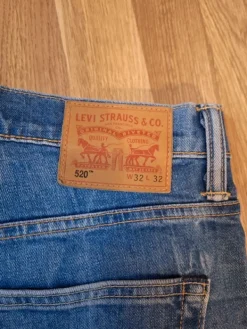 LEVI STRAUSS & CO.
ORIGINAL RIVETED
QUALITY CLOTHING
520™
W 32 L 32